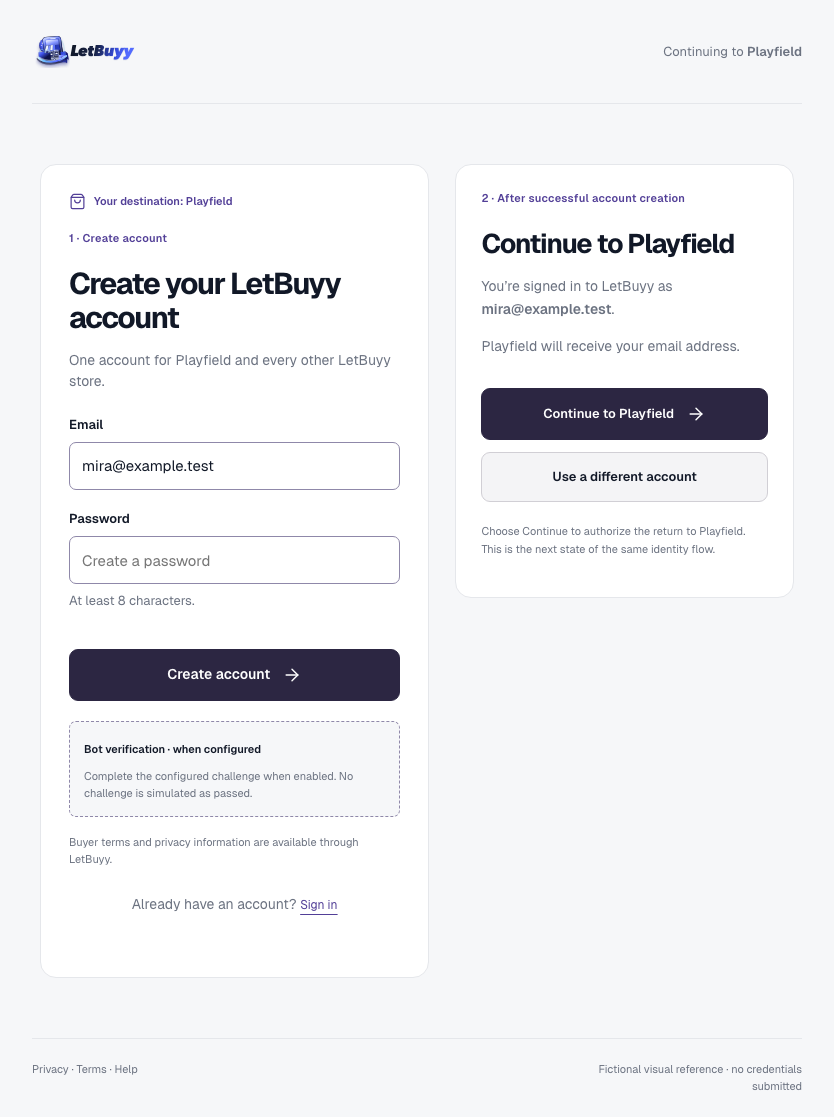 LetBuyy
Continuing to Playfield
Your destination: Playfield
1 · Create account
Create your LetBuyy
account
One account for Playfield and every other LetBuyy
store.
Email
mira@example.test
Password
Create a password
At least 8 characters.
Create account
Bot verification · when configured
Complete the configured challenge when enabled. No
challenge is simulated as passed.
Buyer terms and privacy information are available through
LetBuyy.
Already have an account? Sign in
2 · After successful account creation
Continue to Playfield
You’re signed in to LetBuyy as
mira@example.test.
Playfield will receive your email address.
Continue to Playfield
Use a different account
Choose Continue to authorize the return to Playfield.
This is the next state of the same identity flow.
Privacy · Terms · Help
Fictional visual reference · no credentials
submitted